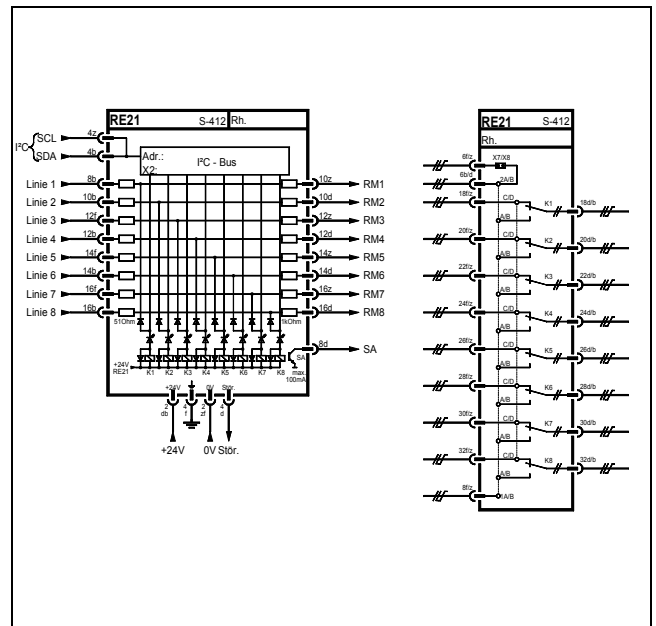 RE21 S-412 Rh.
I²C SCL 4z
SDA 4b
Adr.:
X2:
I²C - Bus
Linie 1 8b 10z RM1
Linie 2 10b 10d RM2
Linie 3 12f 12z RM3
Linie 4 12b 12d RM4
Linie 5 14f 14z RM5
Linie 6 14b 14d RM6
Linie 7 16f 16z RM7
Linie 8 16b 16d RM8
51Ohm 1kOhm
8d SA
SA
+24V
RE21
K1 K2 K3 K4 K5 K6 K7 K8
max.
100mA
+24V 0V Stör.
2 4 2 4
db f zf d
+24V 0V Stör.
RE21 S-412
Rh.
6f/z X7/X8
6b/d 2A/B
18f/z C/D K1 18d/b
A/B
20f/z C/D K2 20d/b
A/B
22f/z C/D K3 22d/b
A/B
24f/z C/D K4 24d/b
A/B
26f/z C/D K5 26d/b
A/B
28f/z C/D K6 28d/b
A/B
30f/z C/D K7 30d/b
A/B
32f/z C/D K8 32d/b
A/B
8f/z 1A/B